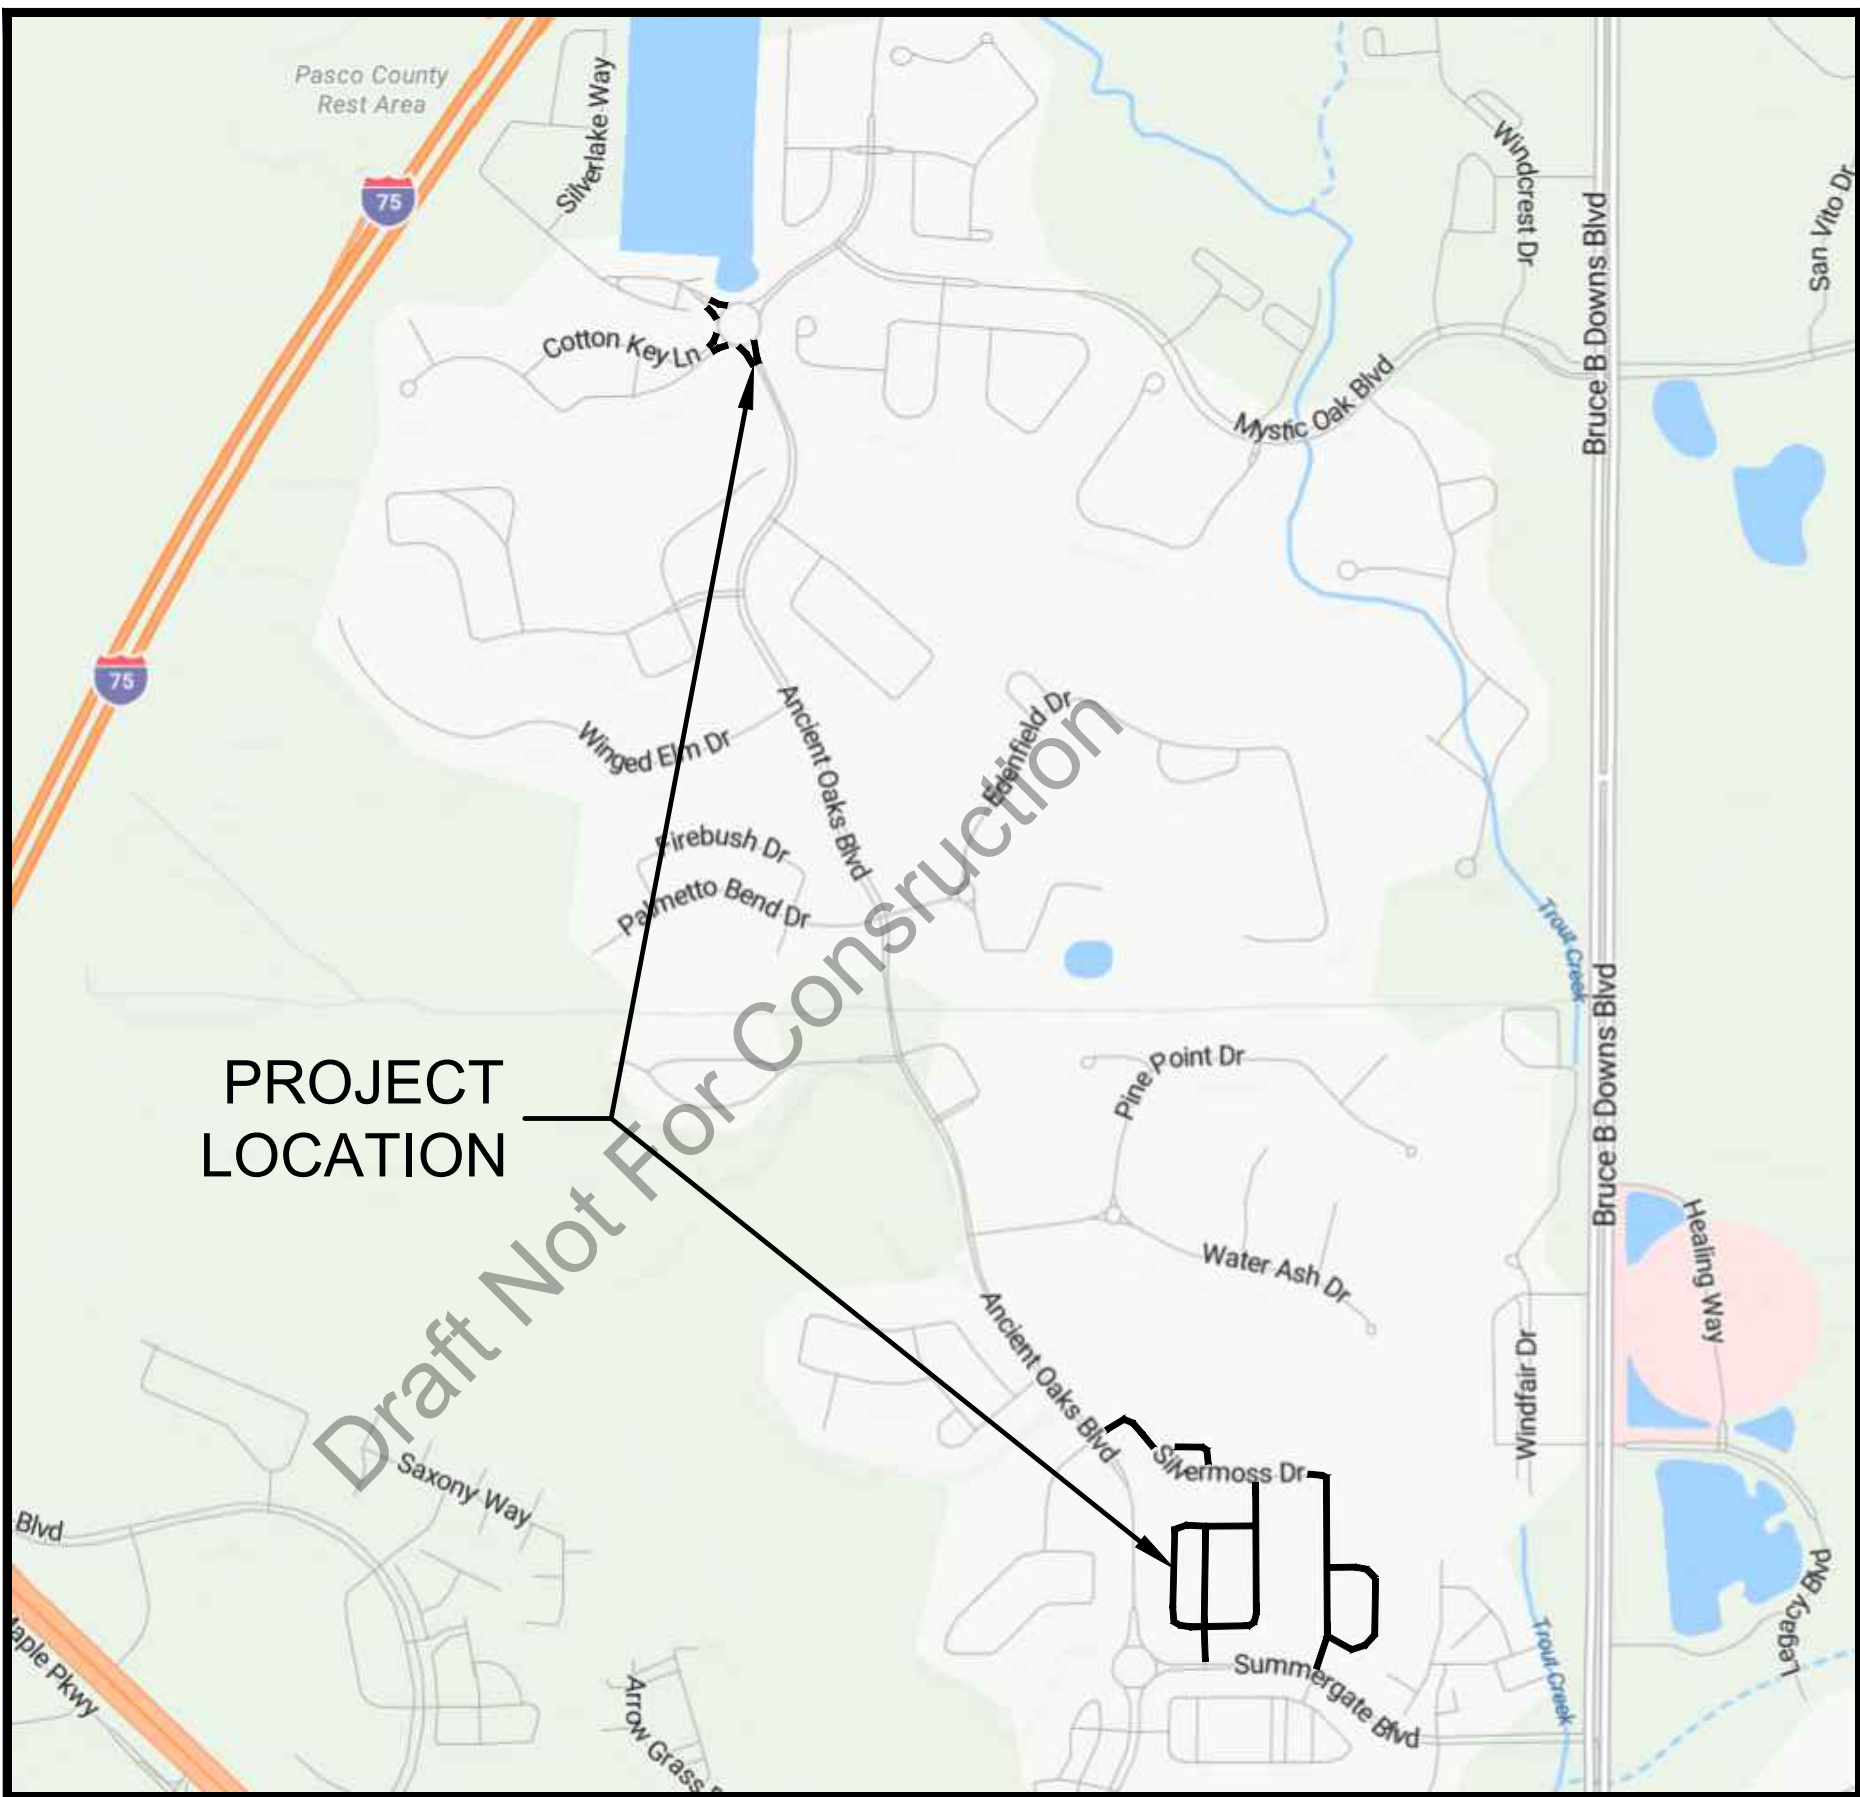 Pasco County
Rest Area
Silverlake Way
75
Windcrest Dr
San Vito Dr
Bruce B Downs Blvd
Cotton Key Ln
Mystic Oak Blvd
75
Ancient Oaks Blvd
Edenfield Dr
Winged Elm Dr
Firebush Dr
Palmetto Bend Dr
Trout Creek
Bruce B Downs Blvd
PROJECT
LOCATION
Pine Point Dr
Draft Not For Consruction
Water Ash Dr
Healing Way
Ancient Oaks Blvd
Windfair Dr
Silvermoss Dr
Saxony Way
Blvd
Legacy Blvd
Trout Creek
Summergate Blvd
Maple Pkwy
Arrow Grass